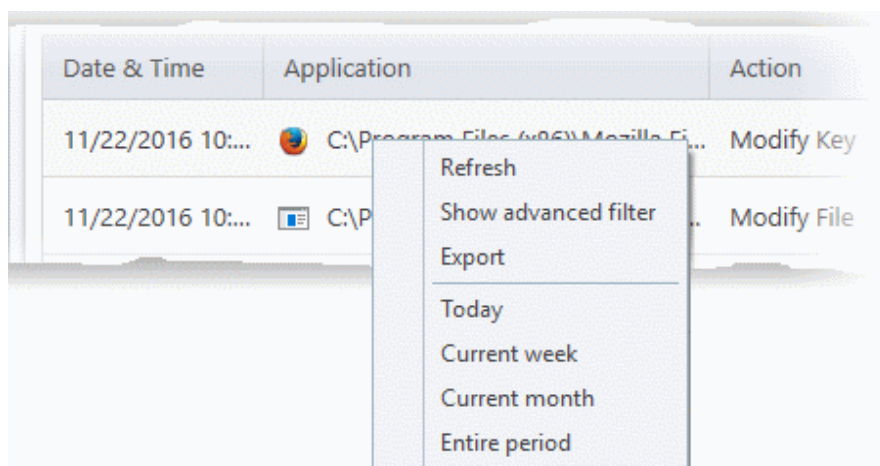 Date & Time Application Action
11/22/2016 10:... C:\Program Files (x86)\Mozilla Fi... Modify Key
Refresh
11/22/2016 10:... C:\P Show advanced filter . Modify File
Export
Today
Current week
Current month
Entire period